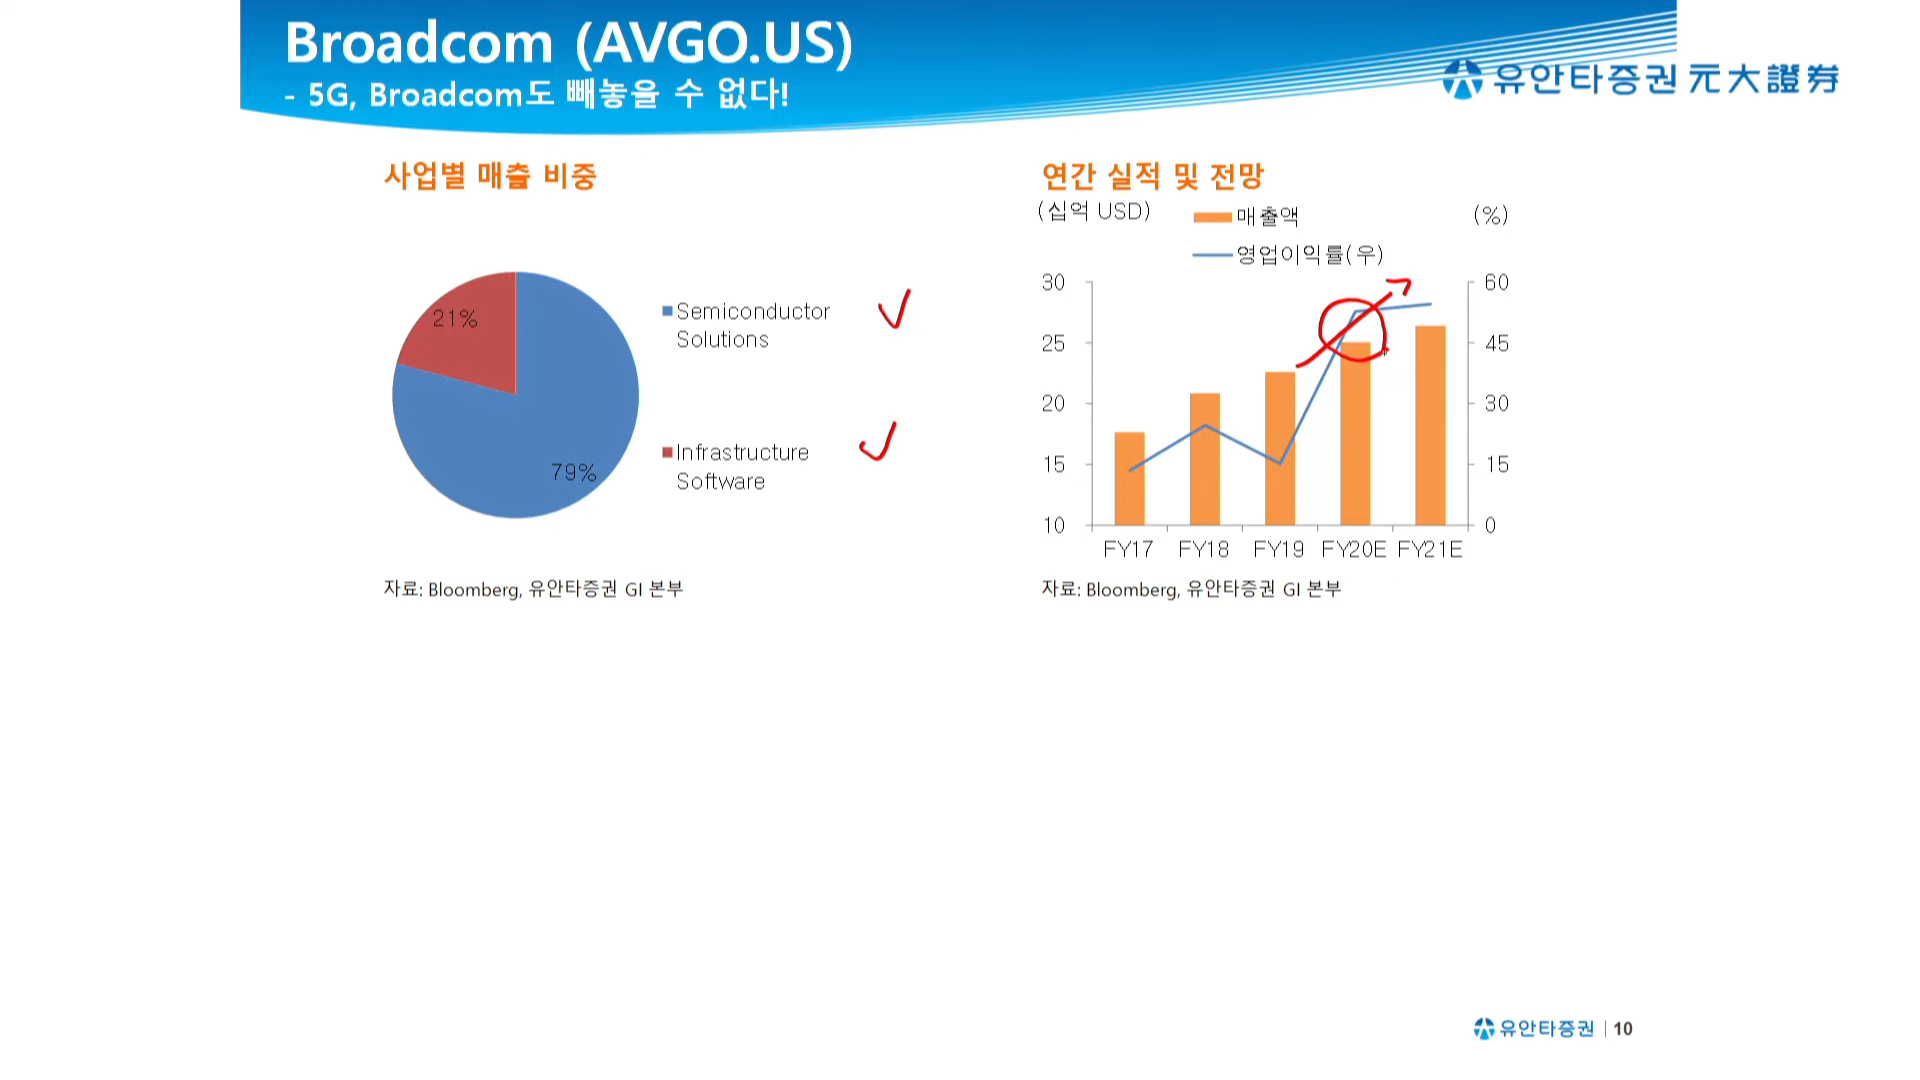 Broadcom (AVGO.US)
- 5G, Broadcom도 빼놓을 수 없다!
유안타증권 元大證券
사업별 매출 비중
21%
79%
Semiconductor
Solutions
Infrastructure
Software
자료: Bloomberg, 유안타증권 GI 본부
연간 실적 및 전망
(십억 USD)
매출액
(%)
영업이익률(우)
30
25
20
15
10
60
45
30
15
0
FY17 FY18 FY19 FY20E FY21E
자료: Bloomberg, 유안타증권 GI 본부
유안타증권 | 10